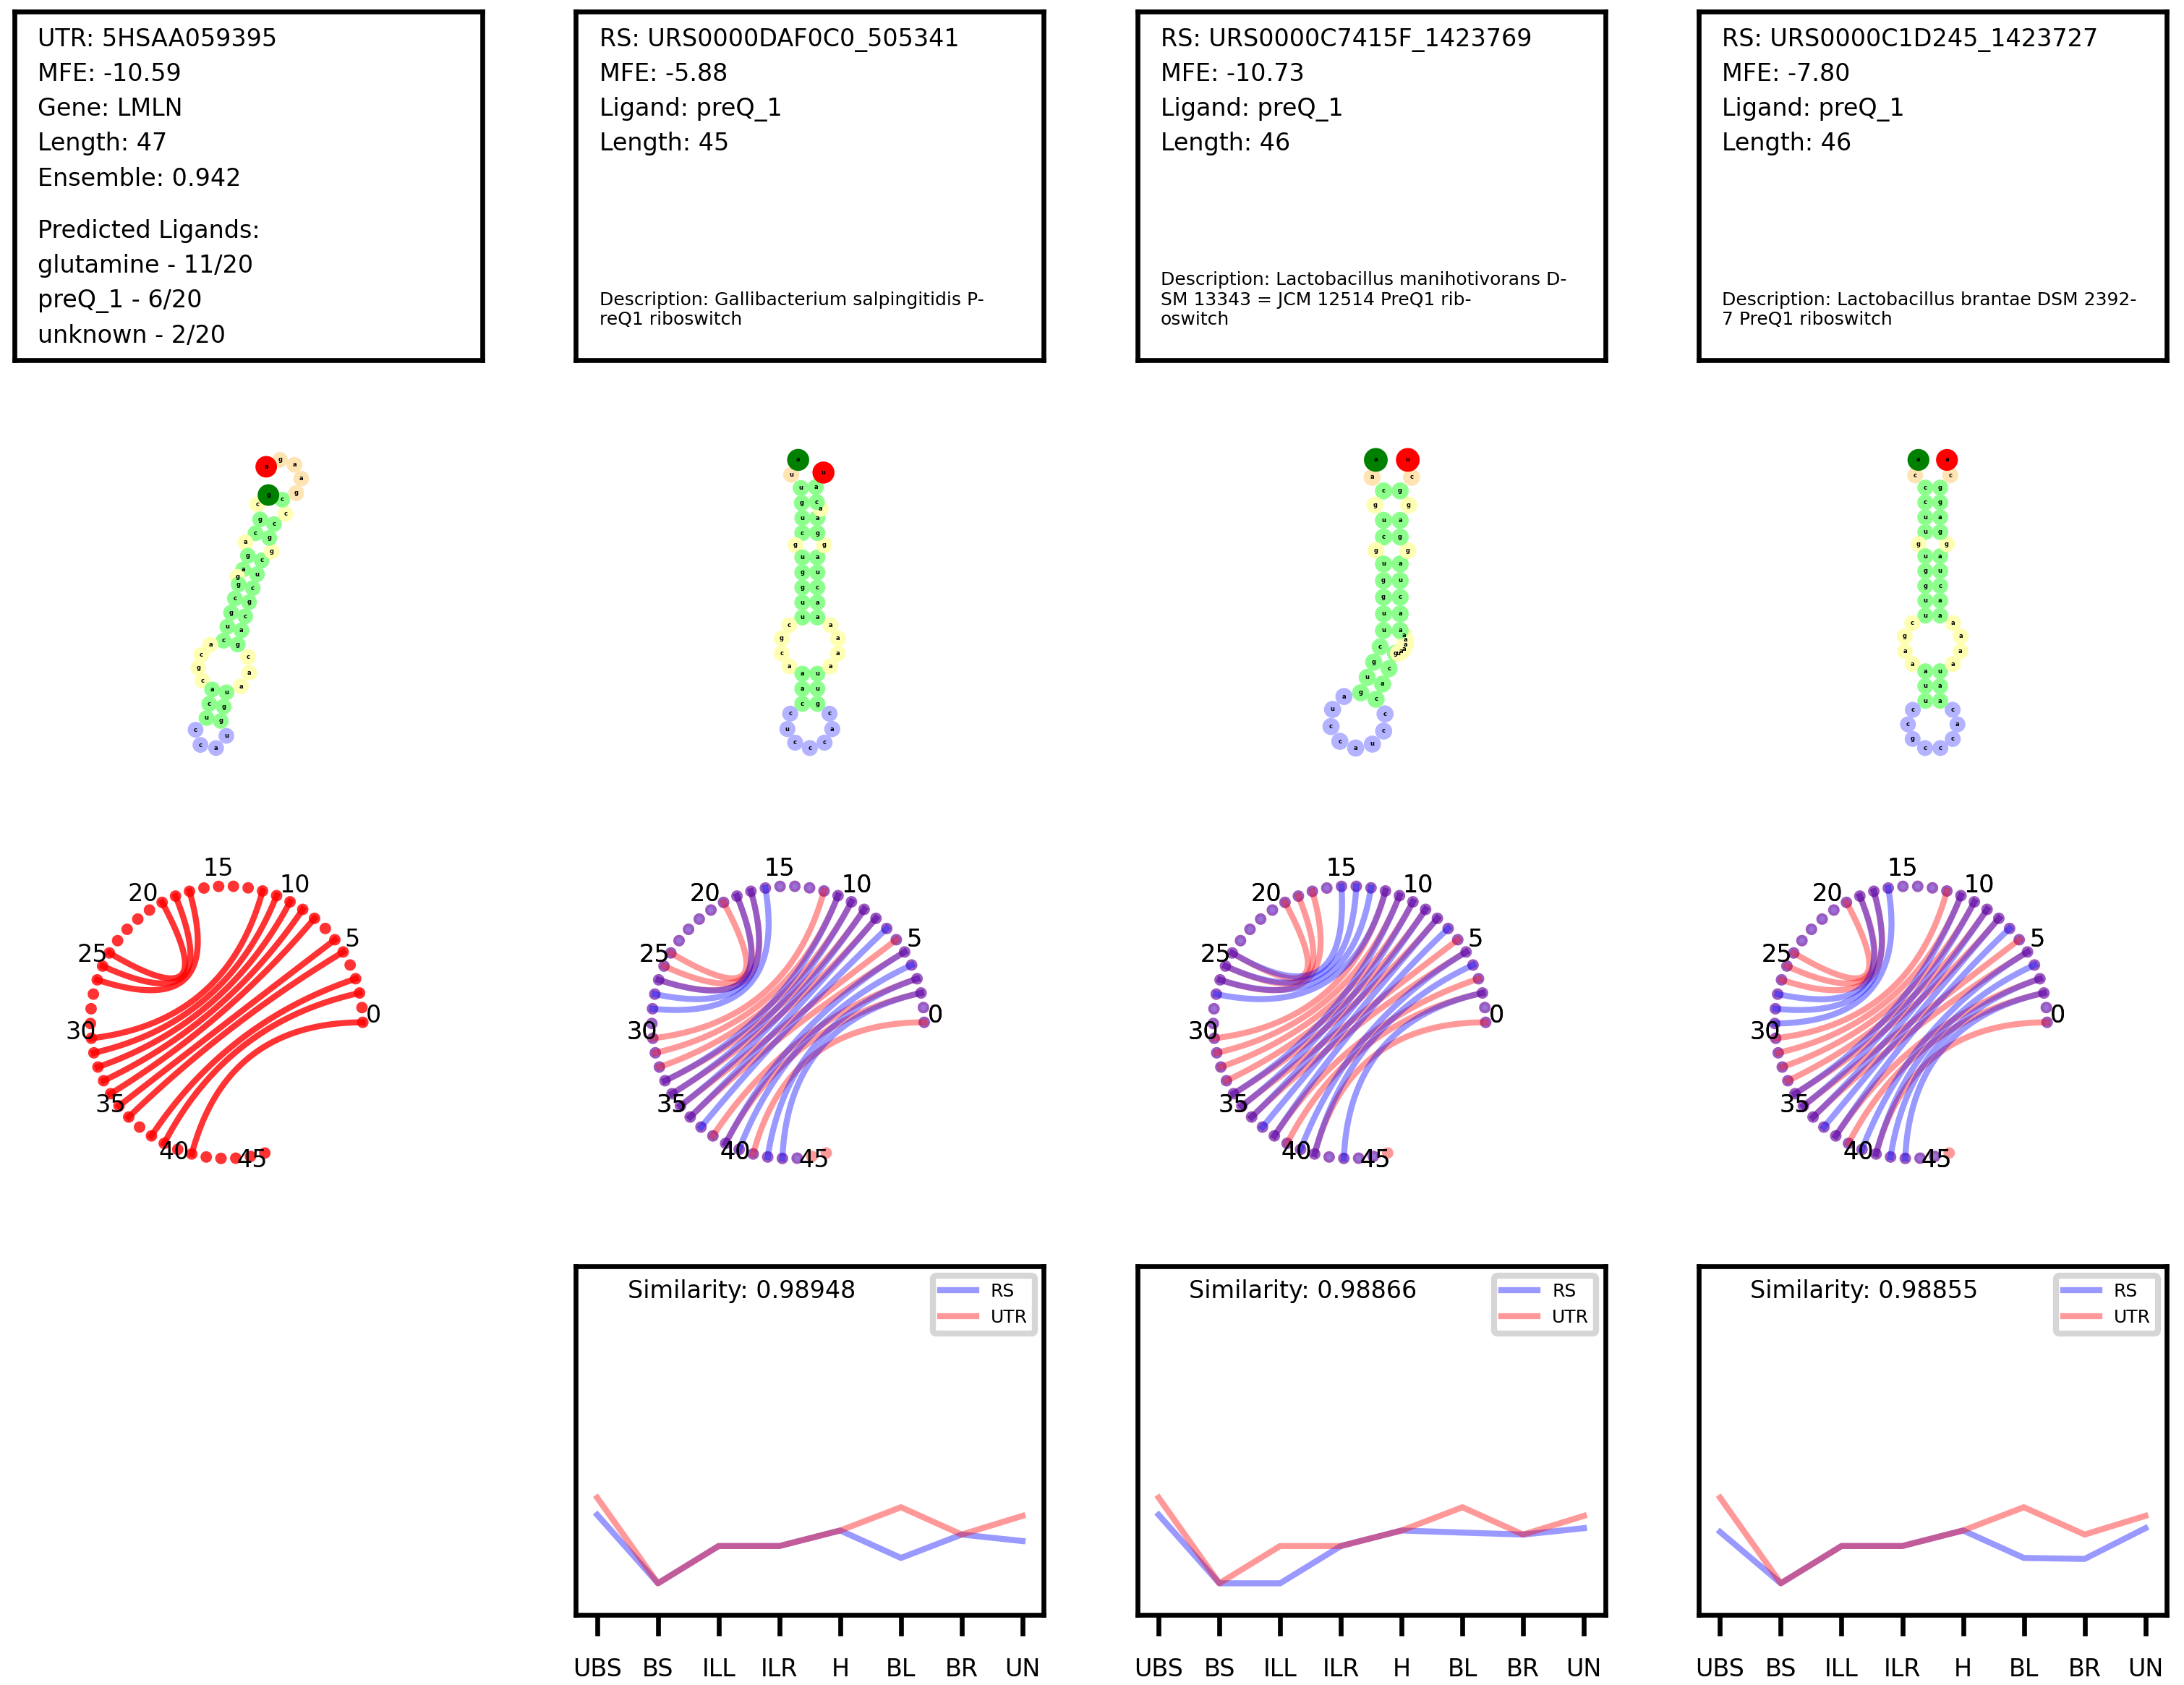 UTR: 5HSAA059395
MFE: -10.59
Gene: LMLN
Length: 47
Ensemble: 0.942
Predicted Ligands:
glutamine - 11/20
preQ_1 - 6/20
unknown - 2/20
RS: URS0000DAF0C0_505341
MFE: -5.88
Ligand: preQ_1
Length: 45
Description: Gallibacterium salpingitidis P-
reQ1 riboswitch
RS: URS0000C7415F_1423769
MFE: -10.73
Ligand: preQ_1
Length: 46
Description: Lactobacillus manihotivorans D-
SM 13343 = JCM 12514 PreQ1 rib-
oswitch
RS: URS0000C1D245_1423727
MFE: -7.80
Ligand: preQ_1
Length: 46
Description: Lactobacillus brantae DSM 2392-
7 PreQ1 riboswitch
0 5 10 15 20 25 30 35 40 45
0 5 10 15 20 25 30 35 40 45
0 5 10 15 20 25 30 35 40 45
0 5 10 15 20 25 30 35 40 45
Similarity: 0.98948
RS
UTR
UBS BS ILL ILR H BL BR UN
Similarity: 0.98866
RS
UTR
UBS BS ILL ILR H BL BR UN
Similarity: 0.98855
RS
UTR
UBS BS ILL ILR H BL BR UN